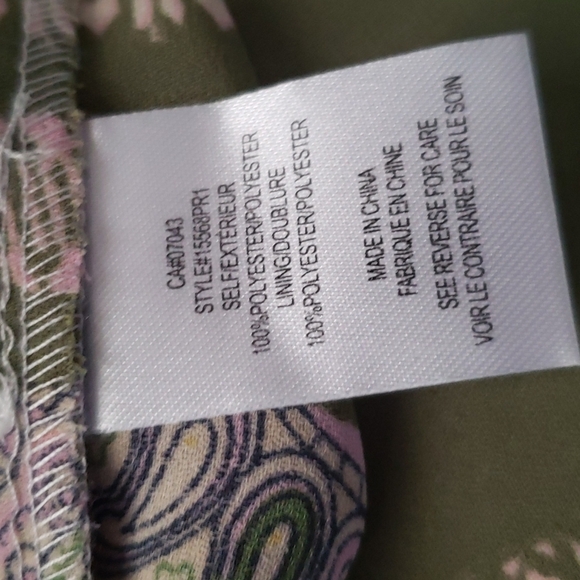 CA#07043
STYLE#15568PR1
SELF/EXTERIEUR
100%POLYESTER/POLYESTER
LINING/DOUBLURE
100%POLYESTER/POLYESTER
MADE IN CHINA
FABRIQUE EN CHINE
SEE REVERSE FOR CARE
VOIR LE CONTRAIRE POUR LE SOIN